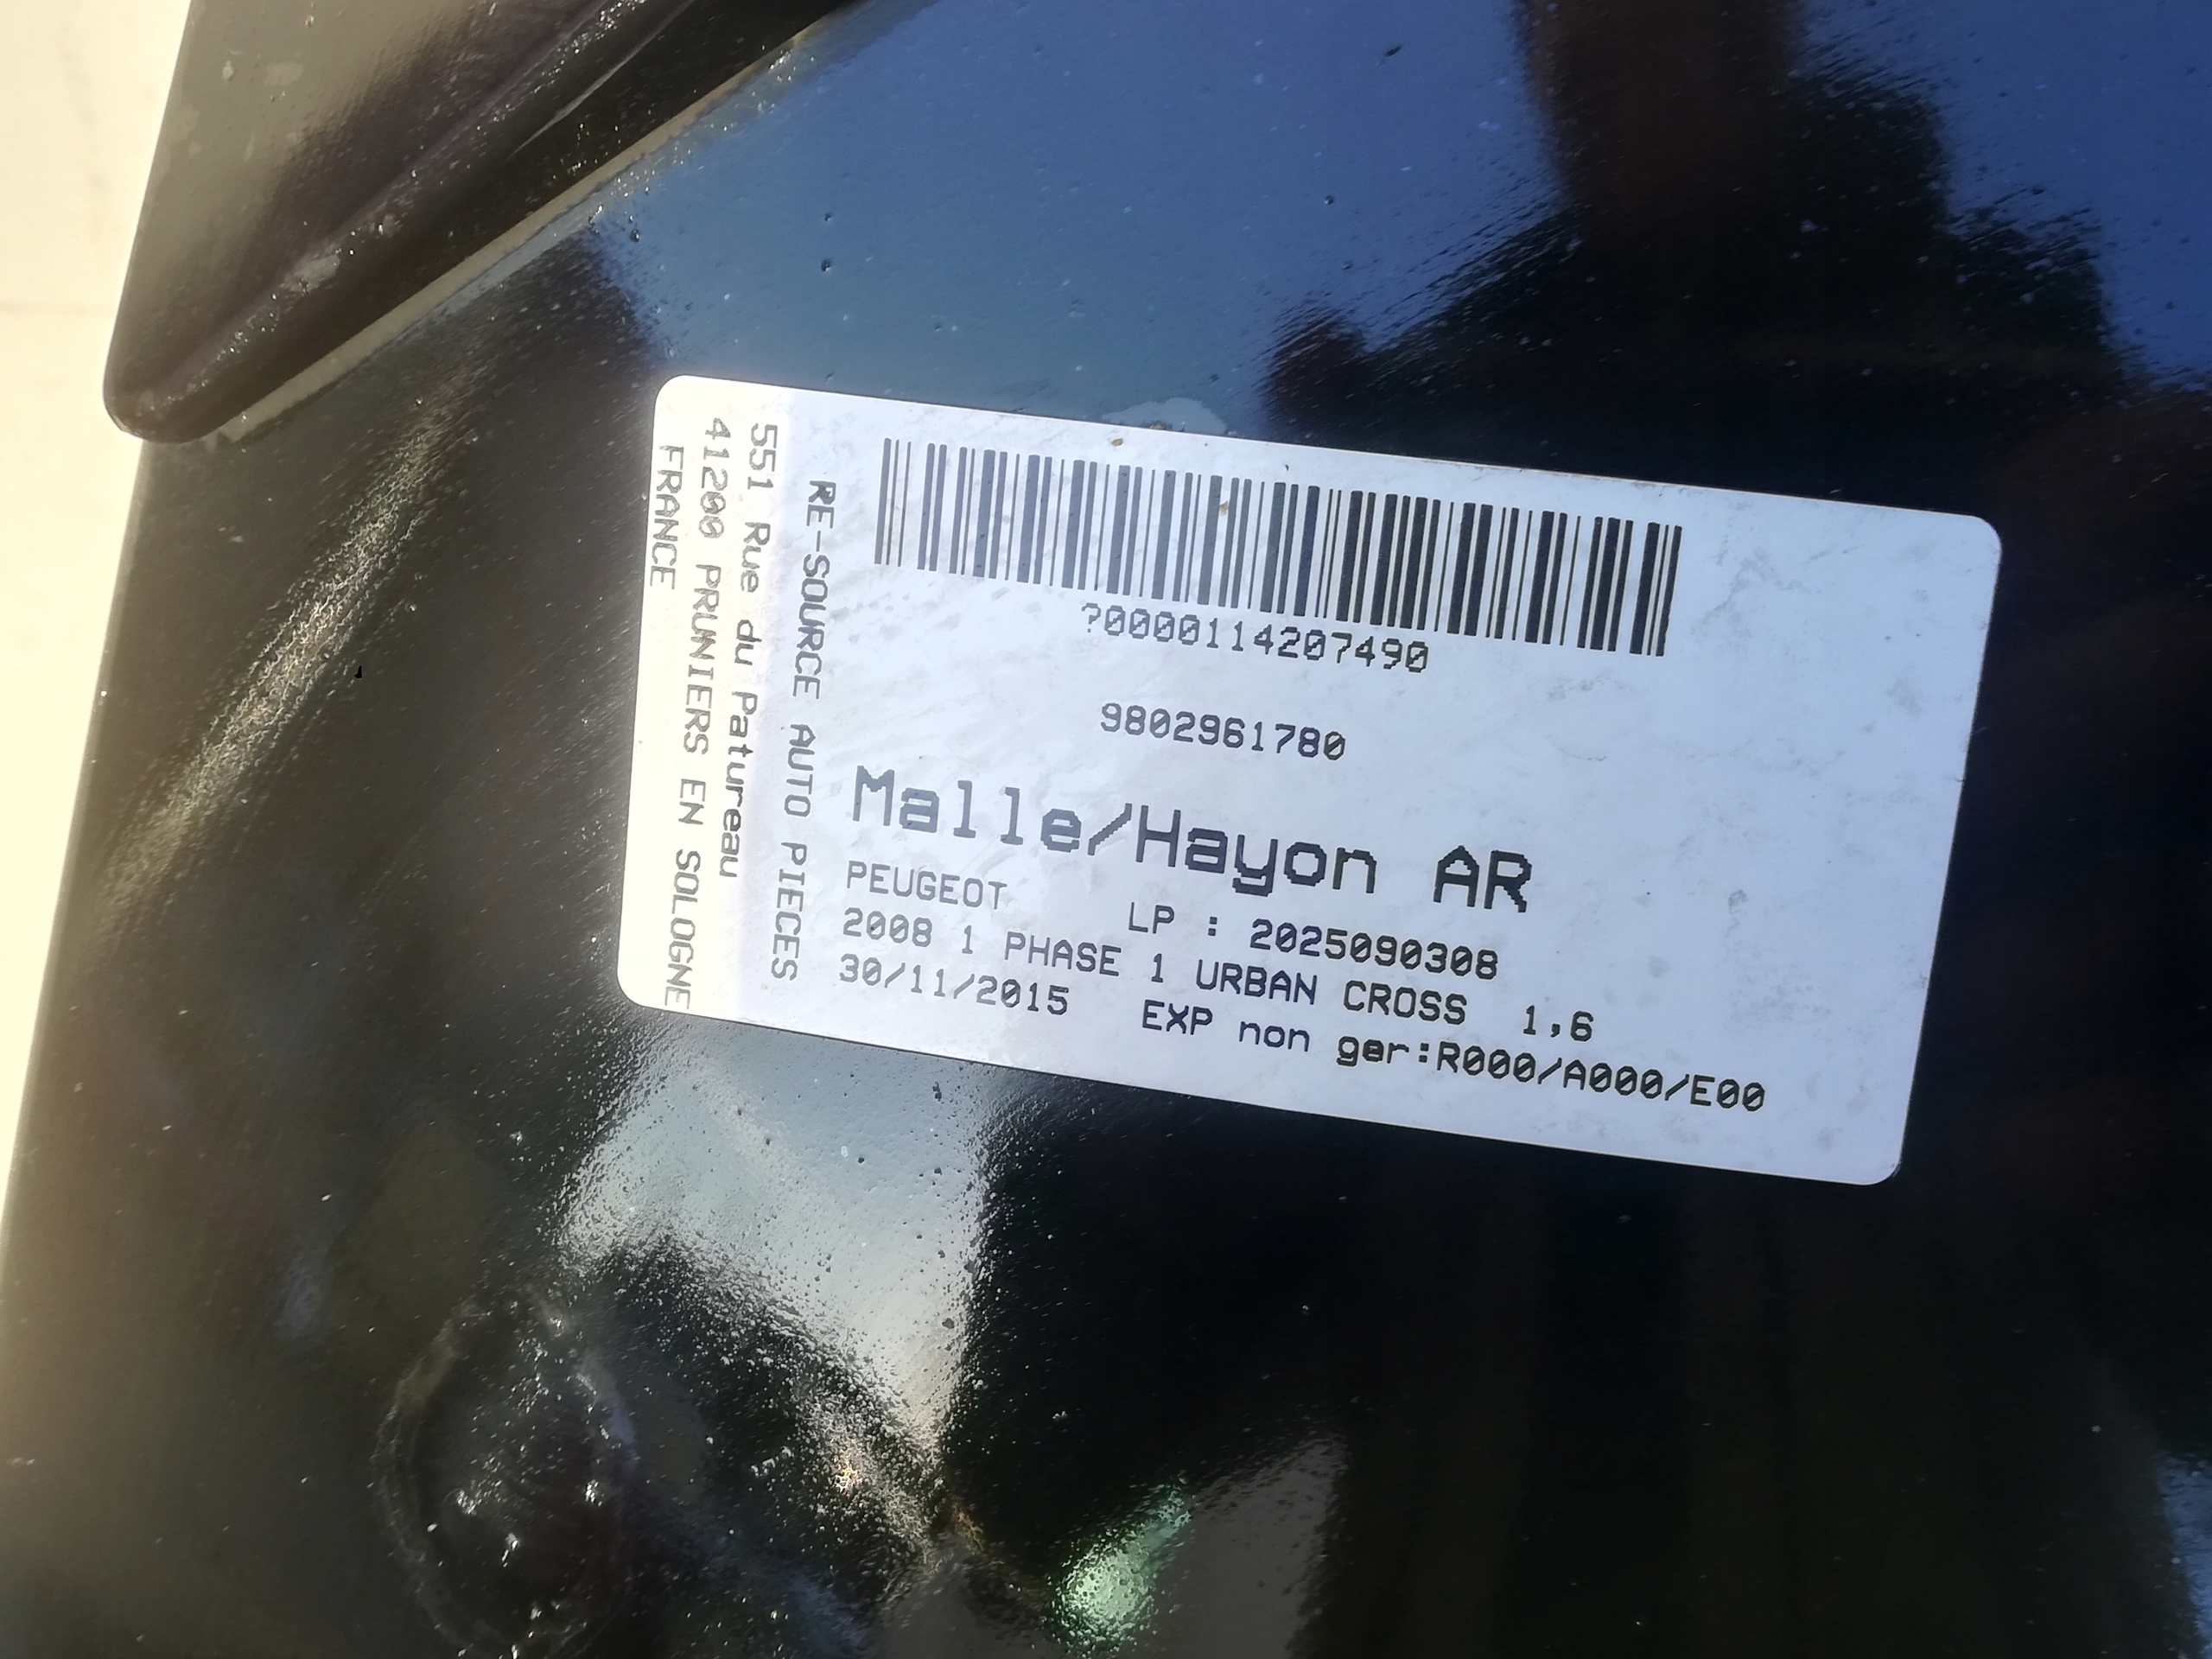 ?0000114207490
9802961780
Malle/Hayon AR
PEUGEOT LP : 2025090308
2008 1 PHASE 1 URBAN CROSS 1,6
30/11/2015 EXP non ger:R000/A000/E00
RE-SOURCE AUTO PIECES
551 Rue du Patureau
41200 PRUNIERS EN SOLOGNE
FRANCE